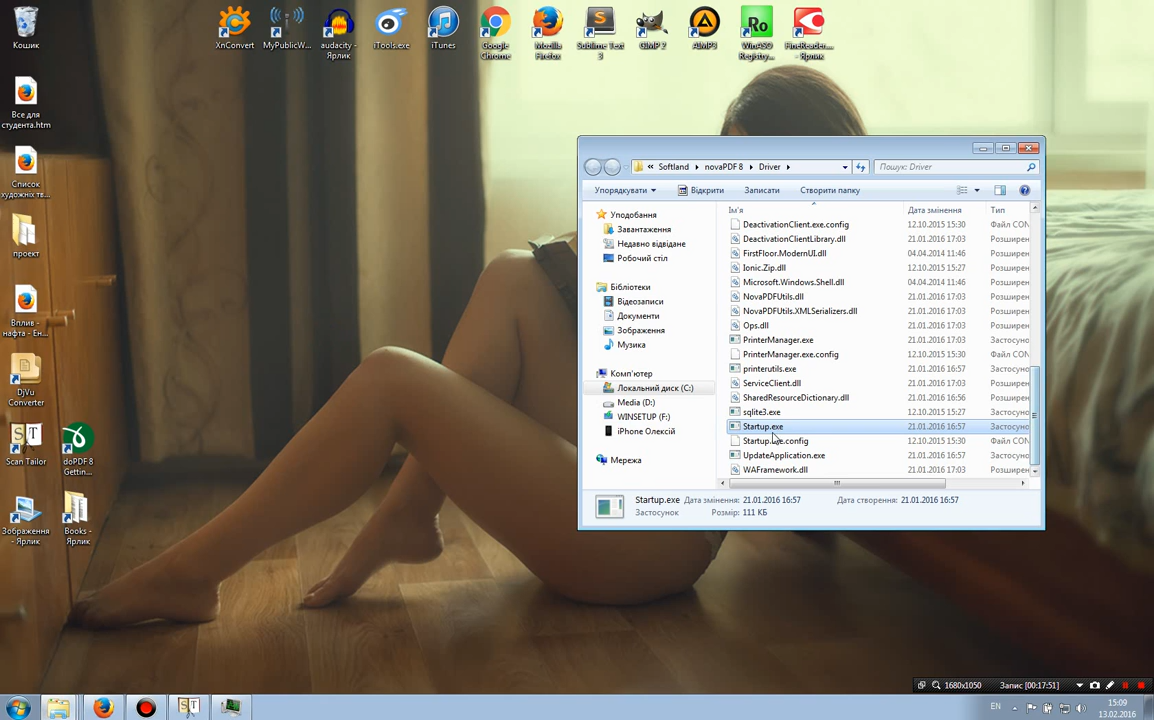 Кошик
XnConvert
MyPublicW...
audacity - Ярлик
iTools.exe
iTunes
Google Chrome
Mozilla Firefox
Sublime Text 3
GIMP 2
AIMP3
WinASO Registry...
FineReader... - Ярлик
Все для студента.htm
Список художніх тв...
проект
Вплив - нафта - Ен...
DjVu Converter
Scan Tailor
doPDF 8 Gettin...
Зображення - Ярлик
Books - Ярлик
« Softland novaPDF 8 Driver
Пошук: Driver
Упорядкувати Відкрити Записати Створити папку
Уподобання
Завантаження
Недавно відвідане
Робочий стіл
Бібліотеки
Відеозаписи
Документи
Зображення
Музика
Комп'ютер
Локальний диск (C:)
Media (D:)
WINSETUP (F:)
iPhone Олексій
Мережа
Ім'я Дата змінення Тип
DeactivationClient.exe.config 12.10.2015 15:30 Файл CON
DeactivationClientLibrary.dll 21.01.2016 17:03 Розширен
FirstFloor.ModernUI.dll 04.04.2014 11:46 Розширен
Ionic.Zip.dll 12.10.2015 15:27 Розширен
Microsoft.Windows.Shell.dll 04.04.2014 11:46 Розширен
NovaPDFUtils.dll 21.01.2016 17:03 Розширен
NovaPDFUtils.XMLSerializers.dll 21.01.2016 17:03 Розширен
Ops.dll 21.01.2016 17:03 Розширен
PrinterManager.exe 21.01.2016 17:03 Застосуно
PrinterManager.exe.config 12.10.2015 15:30 Файл CON
printerutils.exe 21.01.2016 16:57 Застосуно
ServiceClient.dll 21.01.2016 17:03 Розширен
SharedResourceDictionary.dll 21.01.2016 16:56 Розширен
sqlite3.exe 12.10.2015 15:27 Застосуно
Startup.exe 21.01.2016 16:57 Застосуно
Startup.exe.config 12.10.2015 15:30 Файл CON
UpdateApplication.exe 21.01.2016 16:57 Застосуно
WAFramework.dll 21.01.2016 17:03 Розширен
Startup.exe Дата змінення: 21.01.2016 16:57 Дата створення: 21.01.2016 16:57
Застосунок Розмір: 111 КБ
1680x1050 Запис [00:17:51]
EN
15:09
13.02.2016